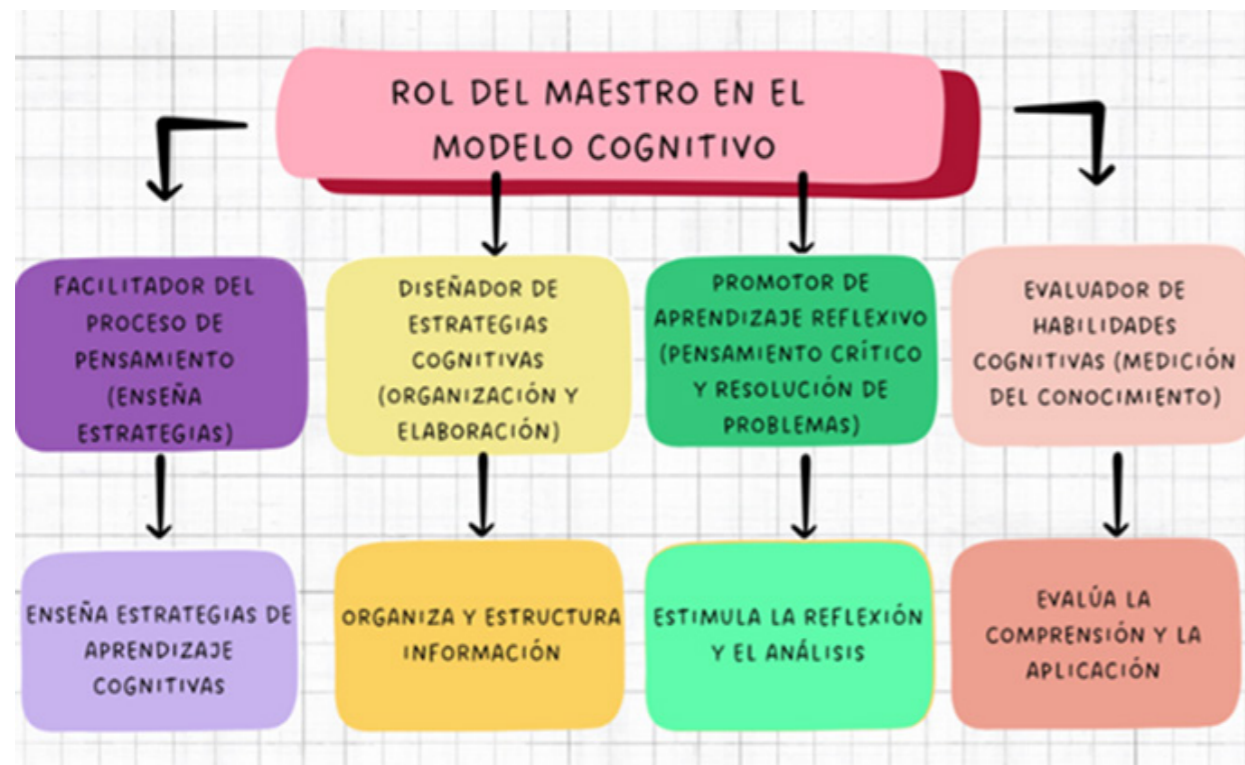 ROL DEL MAESTRO EN EL
MODELO COGNITIVO
FACILITADOR DEL
PROCESO DE
PENSAMIENTO
(ENSEÑA
ESTRATEGIAS)
DISEÑADOR DE
ESTRATEGIAS
COGNITIVAS
(ORGANIZACIÓN Y
ELABORACIÓN)
PROMOTOR DE
APRENDIZAJE REFLEXIVO
(PENSAMIENTO CRÍTICO
Y RESOLUCIÓN DE
PROBLEMAS)
EVALUADOR DE
HABILIDADES
COGNITIVAS (MEDICIÓN
DEL CONOCIMIENTO)
ENSEÑA ESTRATEGIAS DE
APRENDIZAJE
COGNITIVAS
ORGANIZA Y ESTRUCTURA
INFORMACIÓN
ESTIMULA LA REFLEXIÓN
Y EL ANÁLISIS
EVALÚA LA
COMPRENSIÓN Y LA
APLICACIÓN